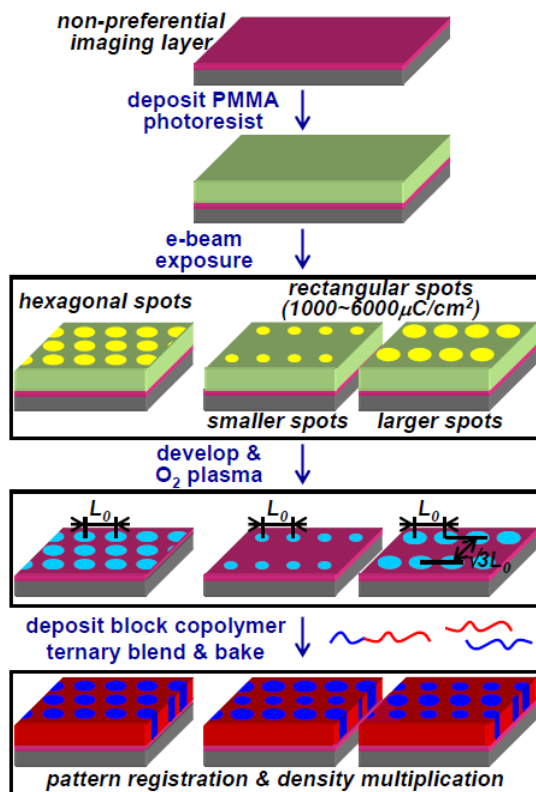 non-preferential
imaging layer
deposit PMMA
photoresist
e-beam
exposure
hexagonal spots
rectangular spots
(1000~6000μC/cm²)
smaller spots
larger spots
develop &
O₂ plasma
L₀
L₀
L₀
√3L₀
deposit block copolymer
ternary blend & bake
pattern registration & density multiplication